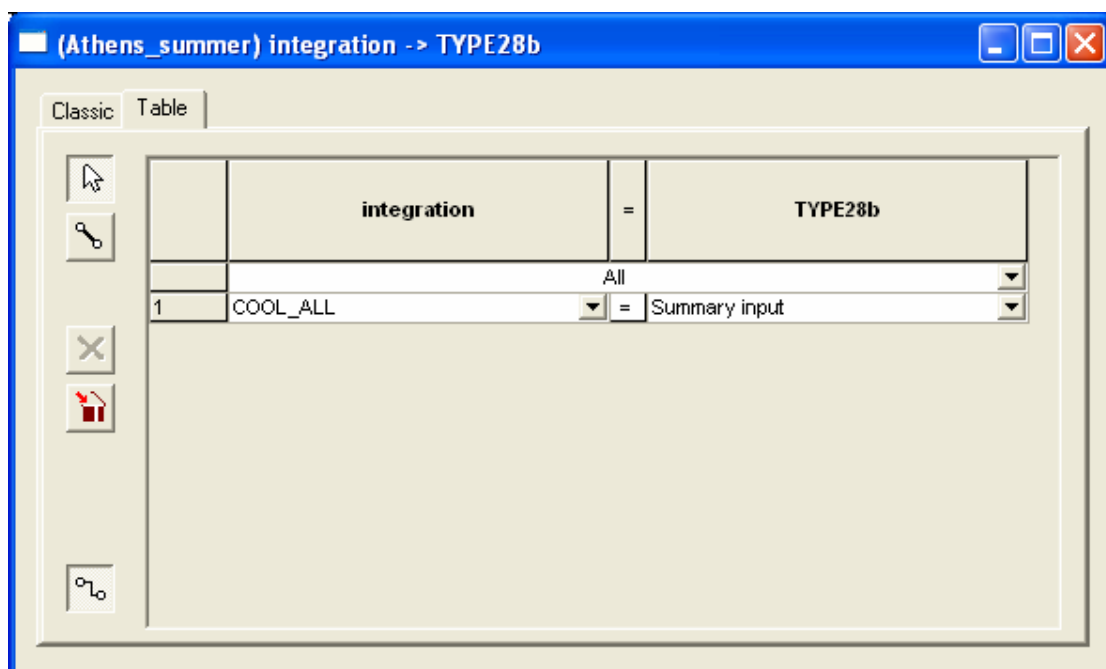 (Athens_summer) integration -> TYPE28b
Classic Table
integration = TYPE28b
All
1 COOL_ALL = Summary input